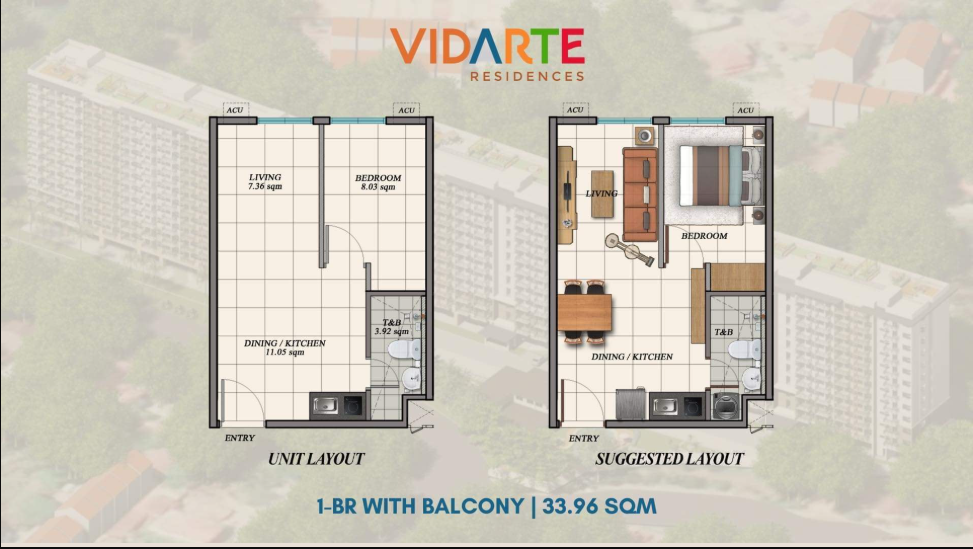 VIDARTE
RESIDENCES
ACU
ACU
LIVING
7.36 sqm
BEDROOM
8.03 sqm
T&B
3.92 sqm
DINING / KITCHEN
11.05 sqm
ENTRY
UNIT LAYOUT
ACU
ACU
LIVING
BEDROOM
T&B
DINING / KITCHEN
ENTRY
SUGGESTED LAYOUT
1-BR WITH BALCONY | 33.96 SQM